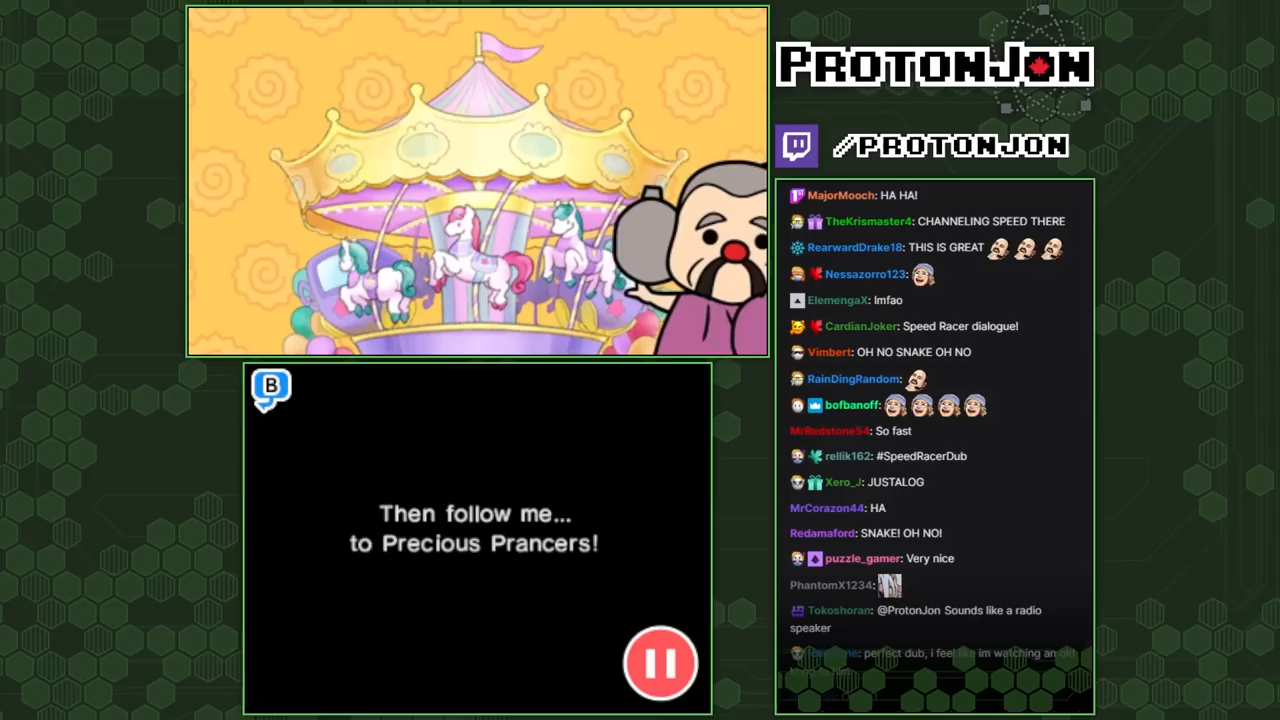 PROTONJON
/PROTONJON
MajorMooch: HA HA!
TheKrismaster4: CHANNELING SPEED THERE
RearwardDrake18: THIS IS GREAT
Nessazorro123:
ElemengaX: lmfao
CardianJoker: Speed Racer dialogue!
Vimbert: OH NO SNAKE OH NO
RainDingRandom:
bofbanoff:
MrRedstone54: So fast
rellik162: #SpeedRacerDub
Xero_J: JUSTALOG
MrCorazon44: HA
Redamaford: SNAKE! OH NO!
puzzle_gamer: Very nice
PhantomX1234:
Tokoshoran: @ProtonJon Sounds like a radio
speaker
perfect dub, i feel like im watching an old
B
Then follow me...
to Precious Prancers!